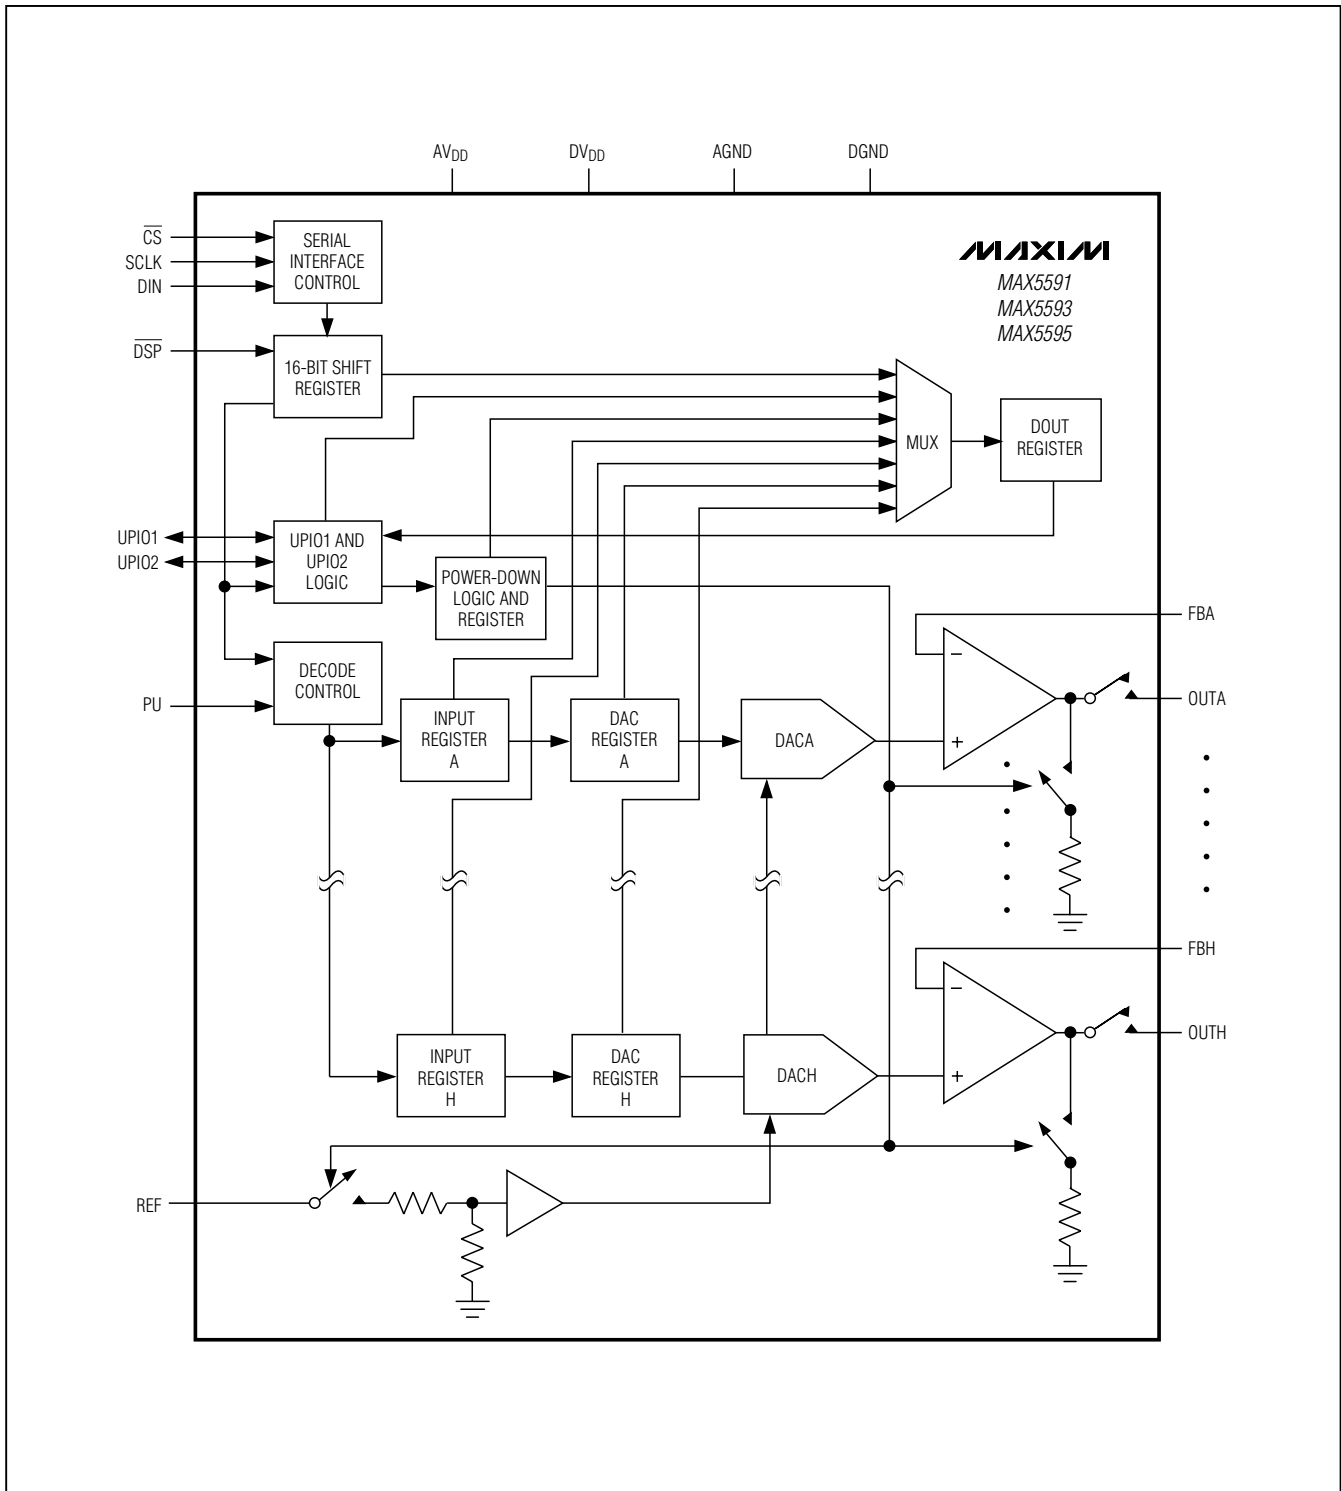 AVDD
DVDD
AGND
DGND
CS
SCLK
DIN
SERIAL
INTERFACE
CONTROL
MAXIM
MAX5591
MAX5593
MAX5595
DSP
16-BIT SHIFT
REGISTER
MUX
DOUT
REGISTER
UPIO1
UPIO2
UPIO1 AND
UPIO2
LOGIC
POWER-DOWN
LOGIC AND
REGISTER
FBA
DECODE
CONTROL
PU
INPUT
REGISTER
A
DAC
REGISTER
A
DACA
−
+
OUTA
FBH
INPUT
REGISTER
H
DAC
REGISTER
H
DACH
−
+
OUTH
REF